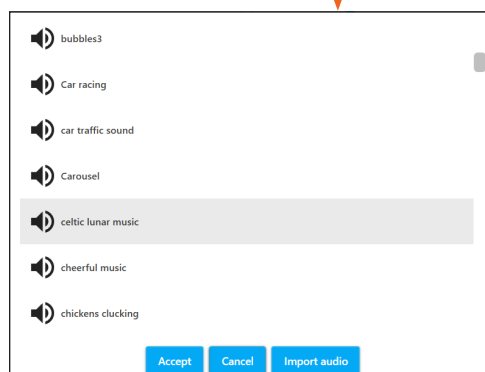 bubbles3
Car racing
car traffic sound
Carousel
celtic lunar music
cheerful music
chickens clucking
Accept Cancel Import audio